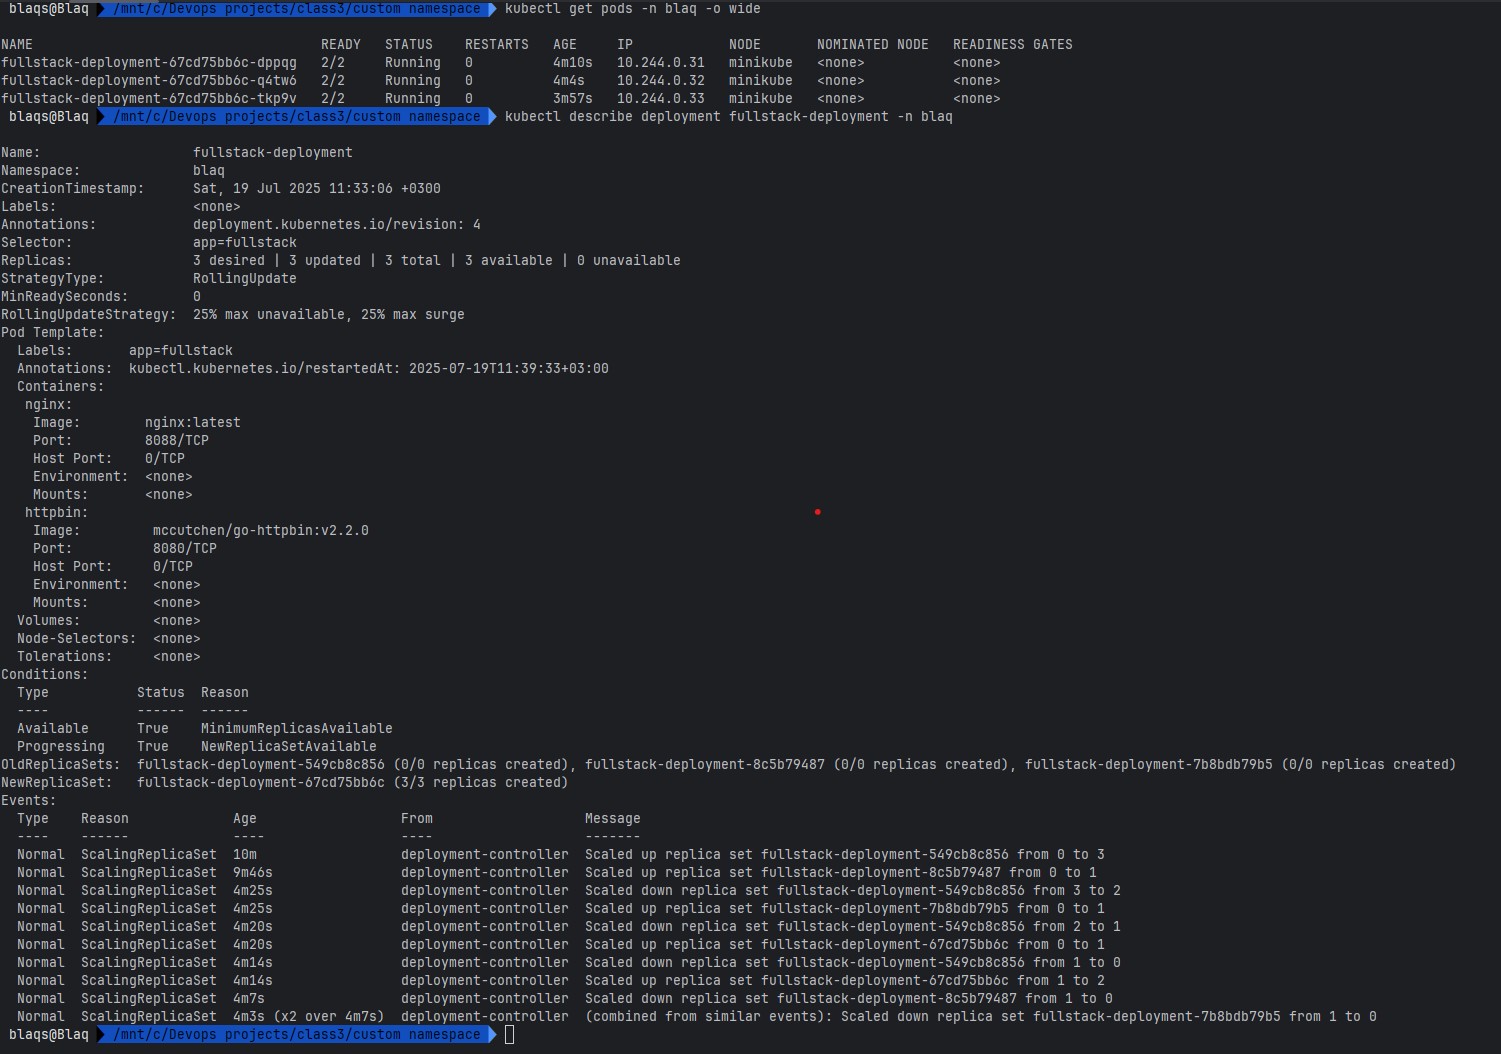 blaqs@Blaq /mnt/c/Devops projects/class3/custom namespace kubectl get pods -n blaq -o wide
NAME READY STATUS RESTARTS AGE IP NODE NOMINATED NODE READINESS GATES
fullstack-deployment-67cd75bb6c-dppqg 2/2 Running 0 4m10s 10.244.0.31 minikube <none> <none>
fullstack-deployment-67cd75bb6c-q4tw6 2/2 Running 0 4m4s 10.244.0.32 minikube <none> <none>
fullstack-deployment-67cd75bb6c-tkp9v 2/2 Running 0 3m57s 10.244.0.33 minikube <none> <none>
blaqs@Blaq /mnt/c/Devops projects/class3/custom namespace kubectl describe deployment fullstack-deployment -n blaq
Name: fullstack-deployment
Namespace: blaq
CreationTimestamp: Sat, 19 Jul 2025 11:33:06 +0300
Labels: <none>
Annotations: deployment.kubernetes.io/revision: 4
Selector: app=fullstack
Replicas: 3 desired | 3 updated | 3 total | 3 available | 0 unavailable
StrategyType: RollingUpdate
MinReadySeconds: 0
RollingUpdateStrategy: 25% max unavailable, 25% max surge
Pod Template:
Labels: app=fullstack
Annotations: kubectl.kubernetes.io/restartedAt: 2025-07-19T11:39:33+03:00
Containers:
nginx:
Image: nginx:latest
Port: 8088/TCP
Host Port: 0/TCP
Environment: <none>
Mounts: <none>
httpbin:
Image: mccutchen/go-httpbin:v2.2.0
Port: 8080/TCP
Host Port: 0/TCP
Environment: <none>
Mounts: <none>
Volumes: <none>
Node-Selectors: <none>
Tolerations: <none>
Conditions:
Type Status Reason
---- ------ ------
Available True MinimumReplicasAvailable
Progressing True NewReplicaSetAvailable
OldReplicaSets: fullstack-deployment-549cb8c856 (0/0 replicas created), fullstack-deployment-8c5b79487 (0/0 replicas created), fullstack-deployment-7b8bdb79b5 (0/0 replicas created)
NewReplicaSet: fullstack-deployment-67cd75bb6c (3/3 replicas created)
Events:
Type Reason Age From Message
---- ------ ---- ---- -------
Normal ScalingReplicaSet 10m deployment-controller Scaled up replica set fullstack-deployment-549cb8c856 from 0 to 3
Normal ScalingReplicaSet 9m46s deployment-controller Scaled up replica set fullstack-deployment-8c5b79487 from 0 to 1
Normal ScalingReplicaSet 4m25s deployment-controller Scaled down replica set fullstack-deployment-549cb8c856 from 3 to 2
Normal ScalingReplicaSet 4m25s deployment-controller Scaled up replica set fullstack-deployment-7b8bdb79b5 from 0 to 1
Normal ScalingReplicaSet 4m20s deployment-controller Scaled down replica set fullstack-deployment-549cb8c856 from 2 to 1
Normal ScalingReplicaSet 4m20s deployment-controller Scaled up replica set fullstack-deployment-67cd75bb6c from 0 to 1
Normal ScalingReplicaSet 4m14s deployment-controller Scaled down replica set fullstack-deployment-549cb8c856 from 1 to 0
Normal ScalingReplicaSet 4m14s deployment-controller Scaled up replica set fullstack-deployment-67cd75bb6c from 1 to 2
Normal ScalingReplicaSet 4m7s deployment-controller Scaled down replica set fullstack-deployment-8c5b79487 from 1 to 0
Normal ScalingReplicaSet 4m3s (x2 over 4m7s) deployment-controller (combined from similar events): Scaled down replica set fullstack-deployment-7b8bdb79b5 from 1 to 0
blaqs@Blaq /mnt/c/Devops projects/class3/custom namespace